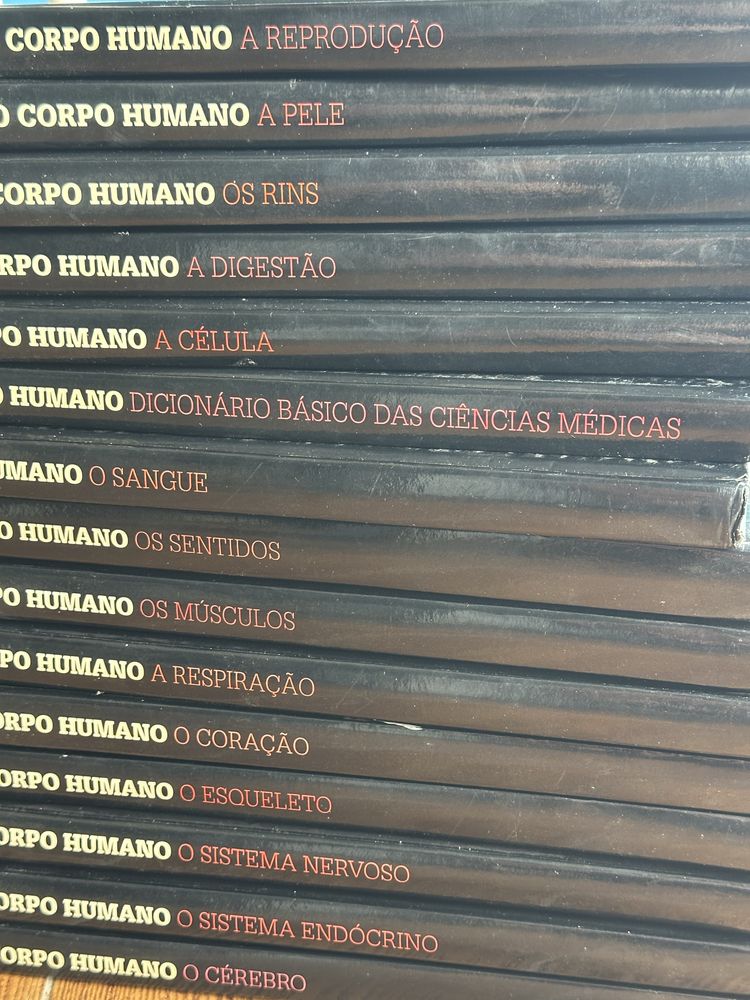 CORPO HUMANO A REPRODUÇÃO
O CORPO HUMANO A PELE
CORPO HUMANO OS RINS
RPO HUMANO A DIGESTÃO
PO HUMANO A CÉLULA
O HUMANO DICIONÁRIO BÁSICO DAS CIÊNCIAS MÉDICAS
UMANO O SANGUE
O HUMANO OS SENTIDOS
PO HUMANO OS MÚSCULOS
RPO HUMANO A RESPIRAÇÃO
ORPO HUMANO O CORAÇÃO
CORPO HUMANO O ESQUELETO
ORPO HUMANO O SISTEMA NERVOSO
ORPO HUMANO O SISTEMA ENDÓCRINO
CORPO HUMANO O CÉREBRO